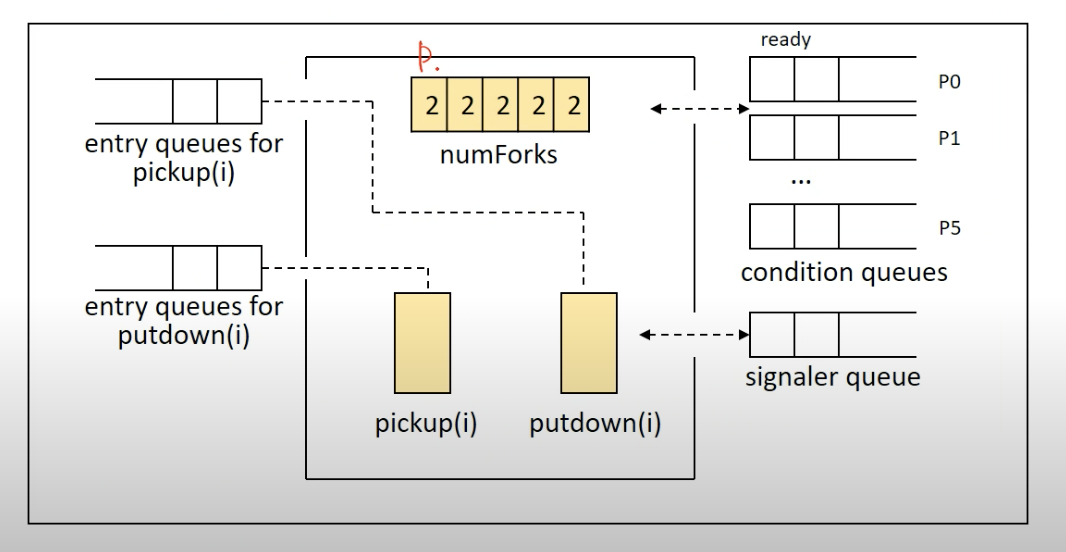 ready
P.
2 2 2 2 2
numForks
entry queues for
pickup(i)
P0
P1
...
P5
condition queues
entry queues for
putdown(i)
signaler queue
pickup(i)
putdown(i)